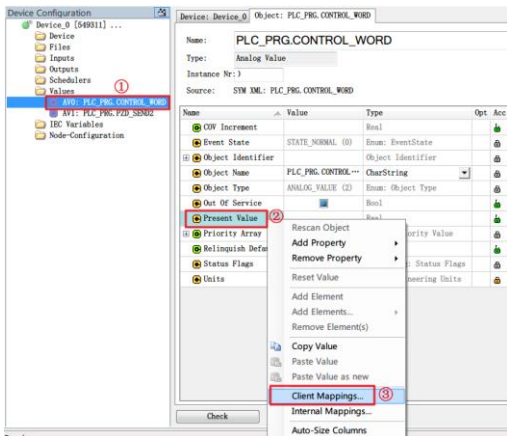 Device Configuration
Device_0 [549311] ...
Device
Files
Inputs
Outputs
Schedulers
Values
①
AV0: PLC_PRG.CONTROL_WORD
AV1: PLC_PRG.PZD_SEND2
IEC Variables
Node-Configuration
Device: Device_0
Object: PLC_PRG.CONTROL_WORD
Name: PLC_PRG.CONTROL_WORD
Type: Analog Value
Instance Nr:
Source: SYM XML: PLC_PRG.CONTROL_WORD
Name Value Type Opt Acc
COV Increment Real
Event State STATE_NORMAL (0) Enum: EventState
Object Identifier Object Identifier
Object Name PLC_PRG.CONTROL⋯ CharString
Object Type ANALOG_VALUE (2) Enum: Object Type
Out Of Service Bool
Present Value ② Real
Priority Array ority Value
Relinquish Defau
Status Flags : Status Flags
Units neering Units
Rescan Object
Add Property
Remove Property
Reset Value
Add Element
Add Elements...
Remove Element(s)
Copy Value
Paste Value
Paste Value as new
Client Mappings... ③
Internal Mappings...
Auto-Size Columns
Check